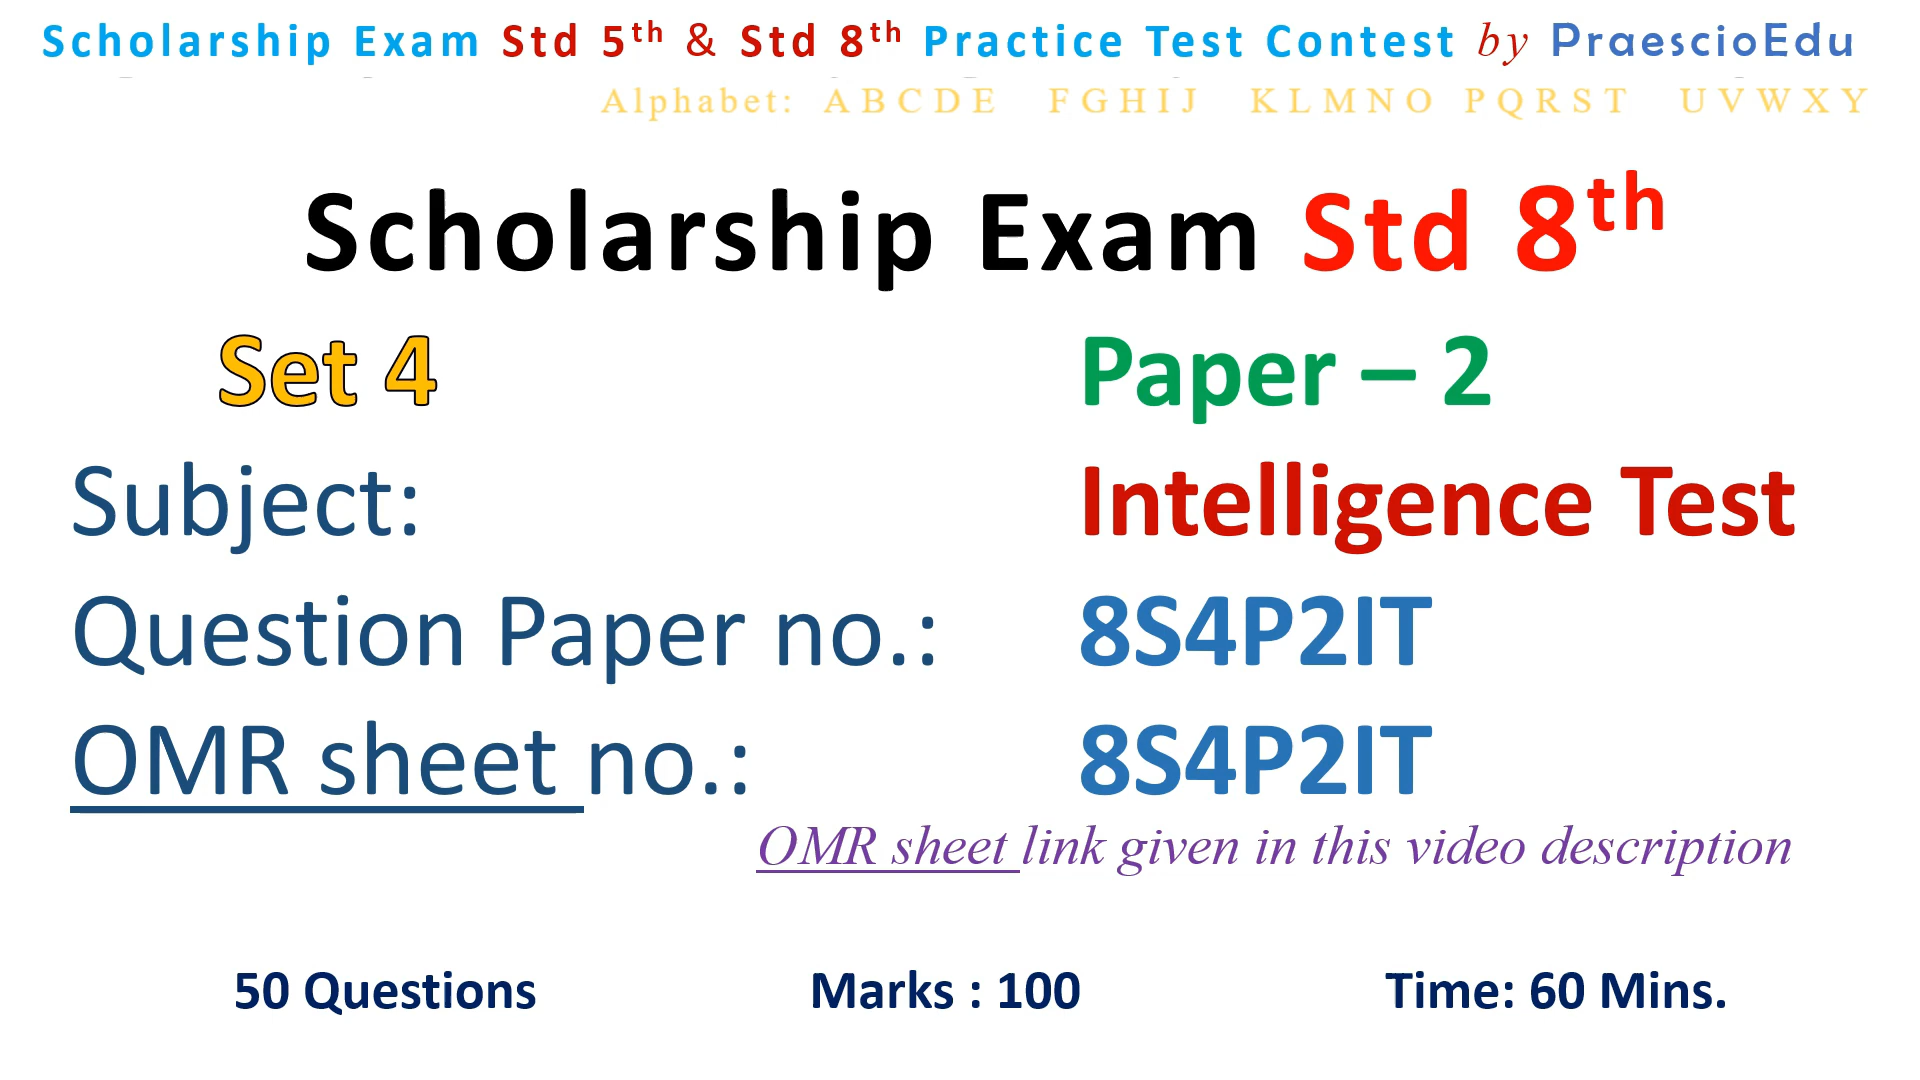 Scholarship Exam Std 5th & Std 8th Practice Test Contest by PraescioEdu
Alphabet: A B C D E F G H I J K L M N O P Q R S T U V W X Y
Scholarship Exam Std 8th
Set 4 Paper – 2
Subject: Intelligence Test
Question Paper no.: 8S4P2IT
OMR sheet no.: 8S4P2IT
OMR sheet link given in this video description
50 Questions Marks : 100 Time: 60 Mins.